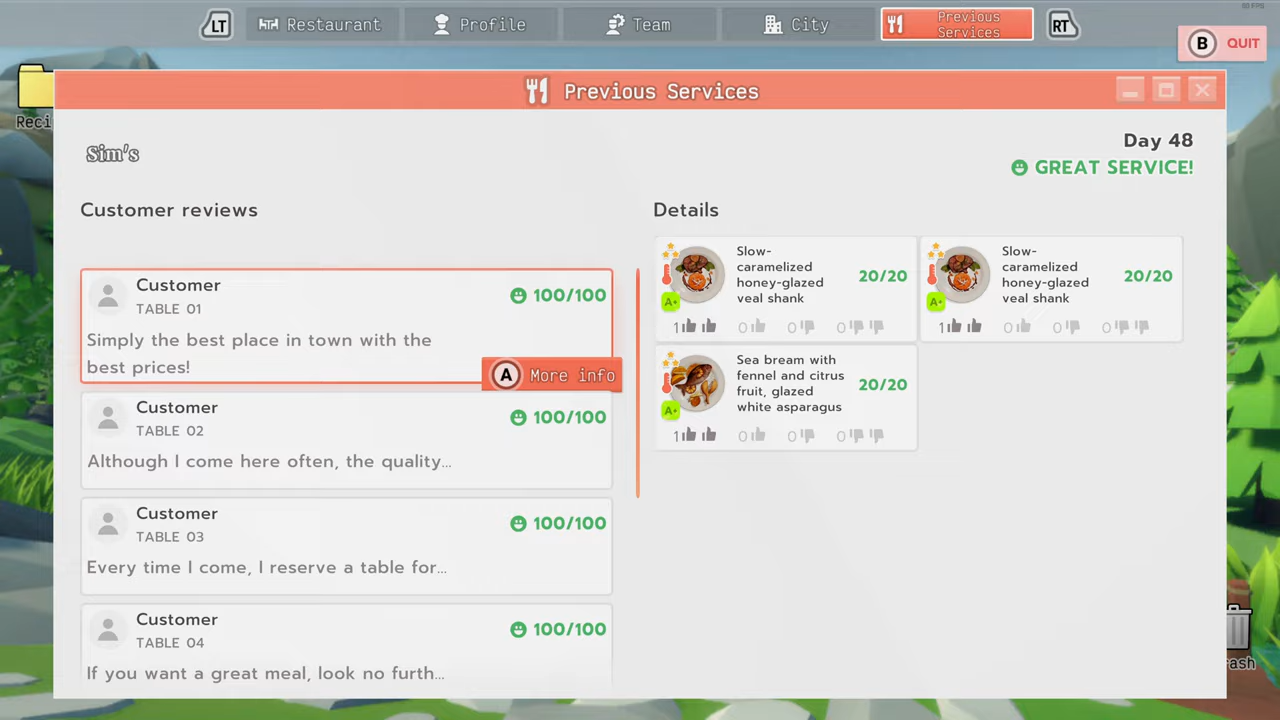 LT
Restaurant
Profile
Team
City
Previous
Services
RT
B QUIT
Reci
Previous Services
Sim's
Day 48
GREAT SERVICE!
Customer reviews
Details
Customer
TABLE 01
100/100
Simply the best place in town with the
best prices!
A More info
Customer
TABLE 02
100/100
Although I come here often, the quality...
Customer
TABLE 03
100/100
Every time I come, I reserve a table for...
Customer
TABLE 04
100/100
If you want a great meal, look no furth...
Slow-
caramelized
honey-glazed
veal shank
20/20
A+
1 0 0 0
Slow-
caramelized
honey-glazed
veal shank
20/20
A+
1 0 0 0
Sea bream with
fennel and citrus
fruit, glazed
white asparagus
20/20
A+
1 0 0 0
ash